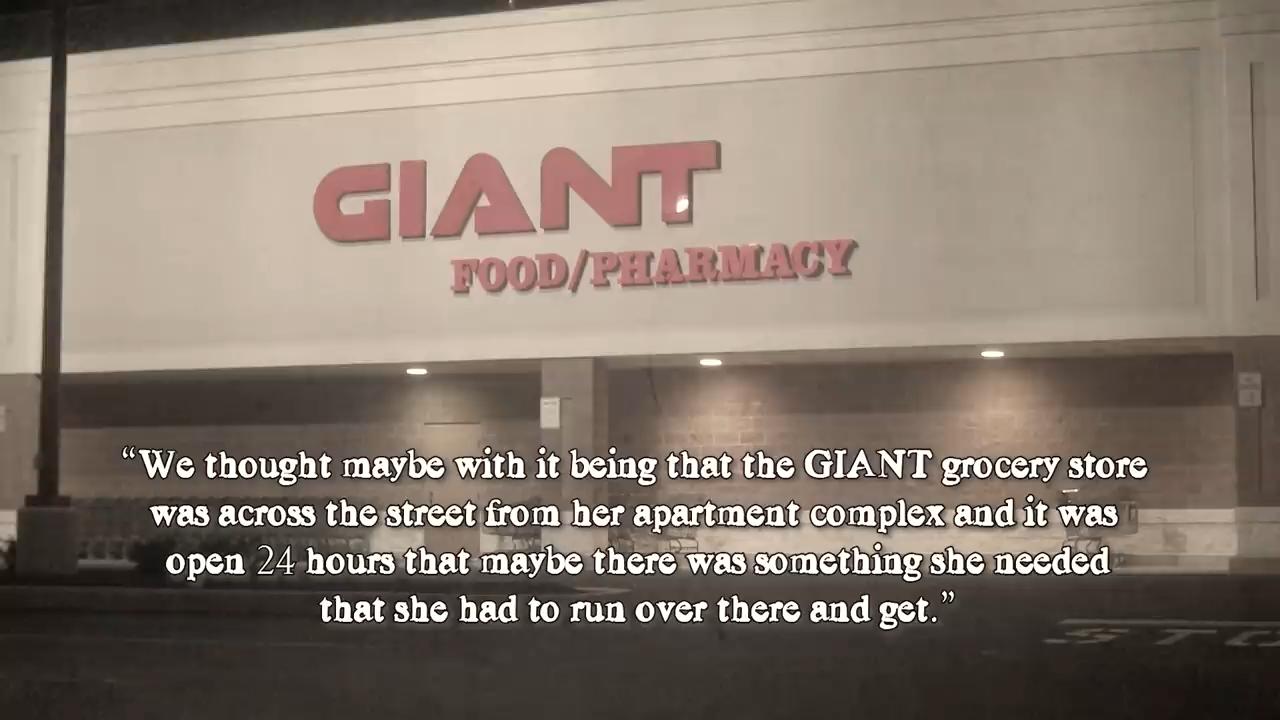 GIANT
FOOD/PHARMACY
“We thought maybe with it being that the GIANT grocery store
was across the street from her apartment complex and it was
open 24 hours that maybe there was something she needed
that she had to run over there and get.”
STO